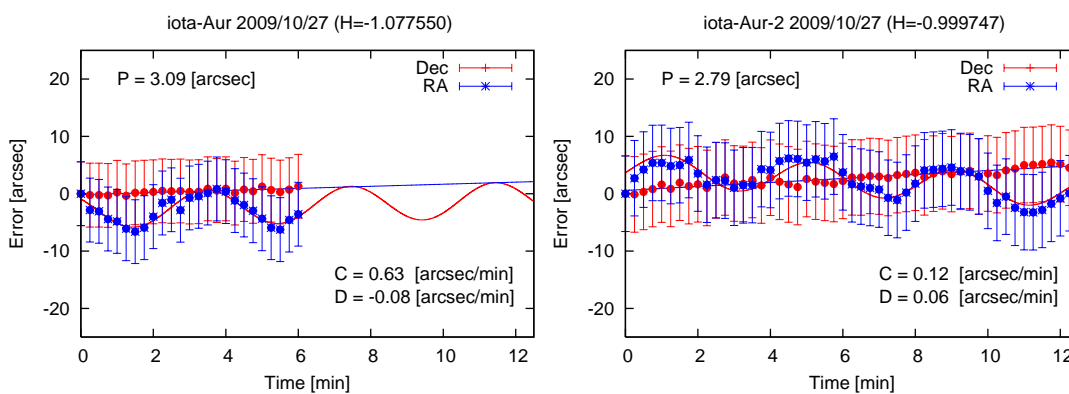 iota-Aur 2009/10/27 (H=-1.077550)
20
10
0
-10
-20
Error [arcsec]
P = 3.09 [arcsec]
Dec
RA
C = 0.63 [arcsec/min]
D = -0.08 [arcsec/min]
0 2 4 6 8 10 12
Time [min]
iota-Aur-2 2009/10/27 (H=-0.999747)
20
10
0
-10
-20
Error [arcsec]
P = 2.79 [arcsec]
Dec
RA
C = 0.12 [arcsec/min]
D = 0.06 [arcsec/min]
0 2 4 6 8 10 12
Time [min]